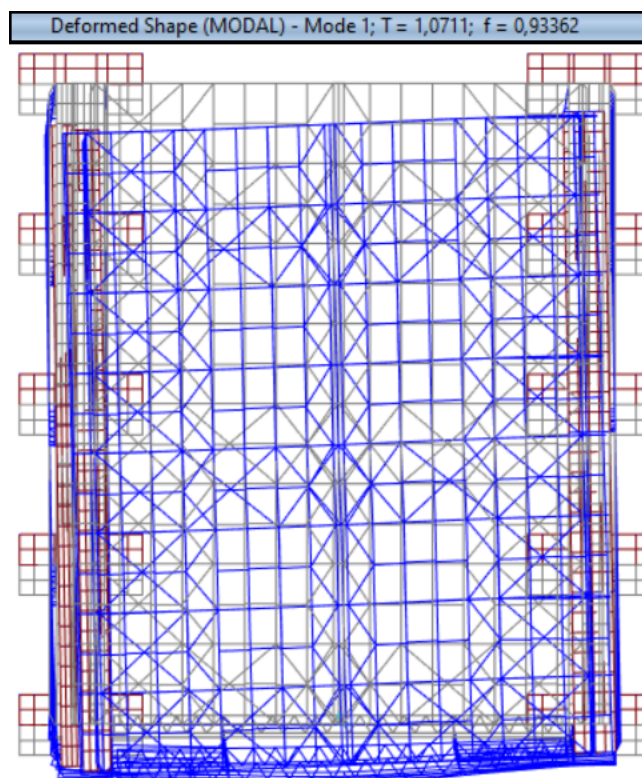 Deformed Shape (MODAL) - Mode 1; T = 1,0711; f = 0,93362